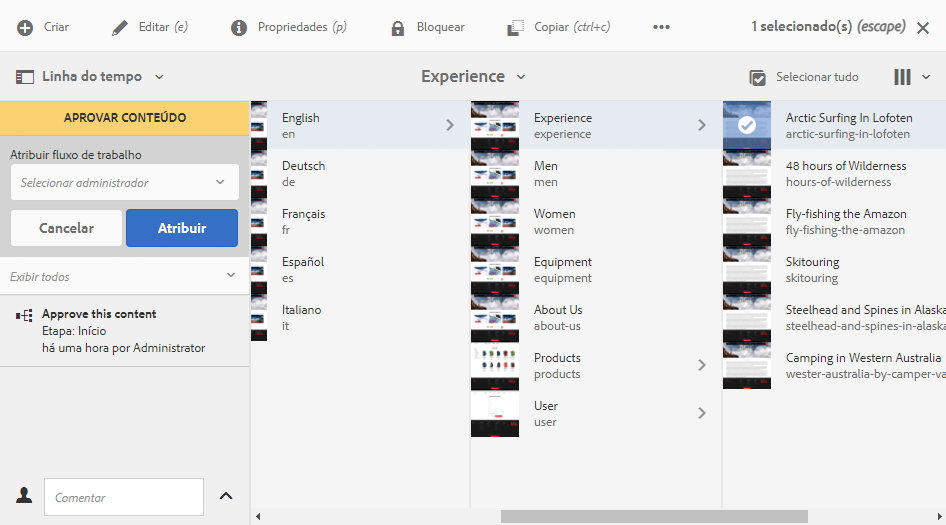 Criar
Editar (e)
Propriedades (p)
Bloquear
Copiar (ctrl+c)
1 selecionado(s) (escape)
Linha do tempo
Experience
Selecionar tudo
APROVAR CONTEÚDO
Atribuir fluxo de trabalho
Selecionar administrador
Cancelar
Atribuir
Exibir todos
Approve this content
Etapa: Início
há uma hora por Administrator
Comentar
English
en
Deutsch
de
Français
fr
Español
es
Italiano
it
Experience
experience
Men
men
Women
women
Equipment
equipment
About Us
about-us
Products
products
User
user
Arctic Surfing In Lofoten
arctic-surfing-in-lofoten
48 hours of Wilderness
hours-of-wilderness
Fly-fishing the Amazon
fly-fishing-the-amazon
Skitouring
skitouring
Steelhead and Spines in Alaska
steelhead-and-spines-in-alaska
Camping in Western Australia
wester-australia-by-camper-va